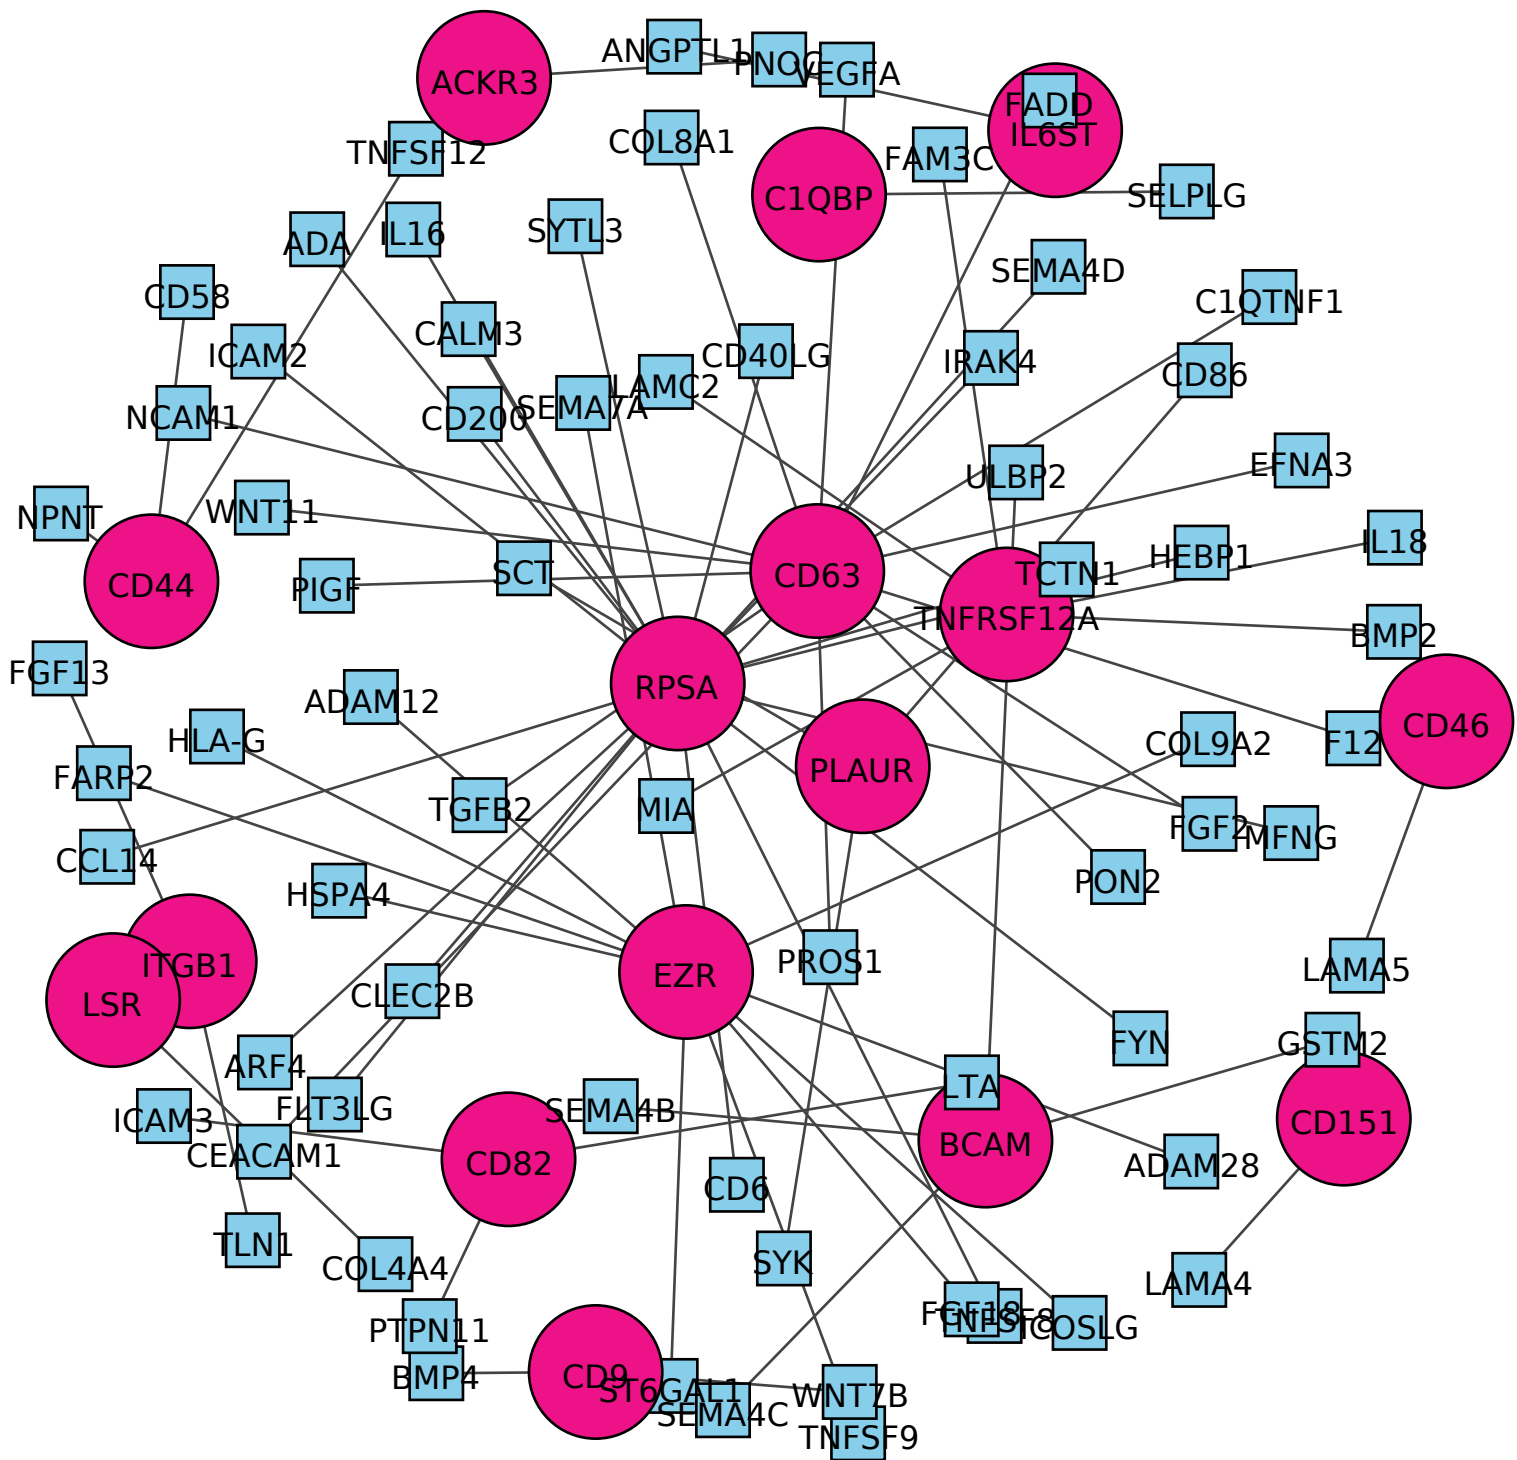 ANGPTL1
PNOC
VEGFA
ACKR3
FADD
IL6ST
COL8A1
TNFSF12
FAM3C
C1QBP
SELPLG
ADA
IL16
SYTL3
SEMA4D
CD58
C1QTNF1
CALM3
ICAM2
CD40LG
IRAK4
LAMC2
CD86
NCAM1
CD200
SEMA7A
ULBP2
EFNA3
NPNT
WNT11
IL18
HEBP1
SCT
CD63
TCTN1
CD44
PIGF
TNFRSF12A
BMP2
FGF13
RPSA
ADAM12
CD46
HLA-G
COL9A2
F12
FARP2
PLAUR
TGFB2
MIA
FGF2
MFNG
CCL14
PON2
HSPA4
ITGB1
EZR
PROS1
LAMA5
LSR
CLEC2B
FYN
GSTM2
ARF4
LTA
FLT3LG
SEMA4B
ICAM3
CD151
BCAM
CEACAM1
CD82
ADAM28
CD6
TLN1
SYK
COL4A4
LAMA4
FGF18
TNFSF8
ICOSLG
PTPN11
BMP4
CD9
ST6GAL1
WNT7B
SEMA4C
TNFSF9